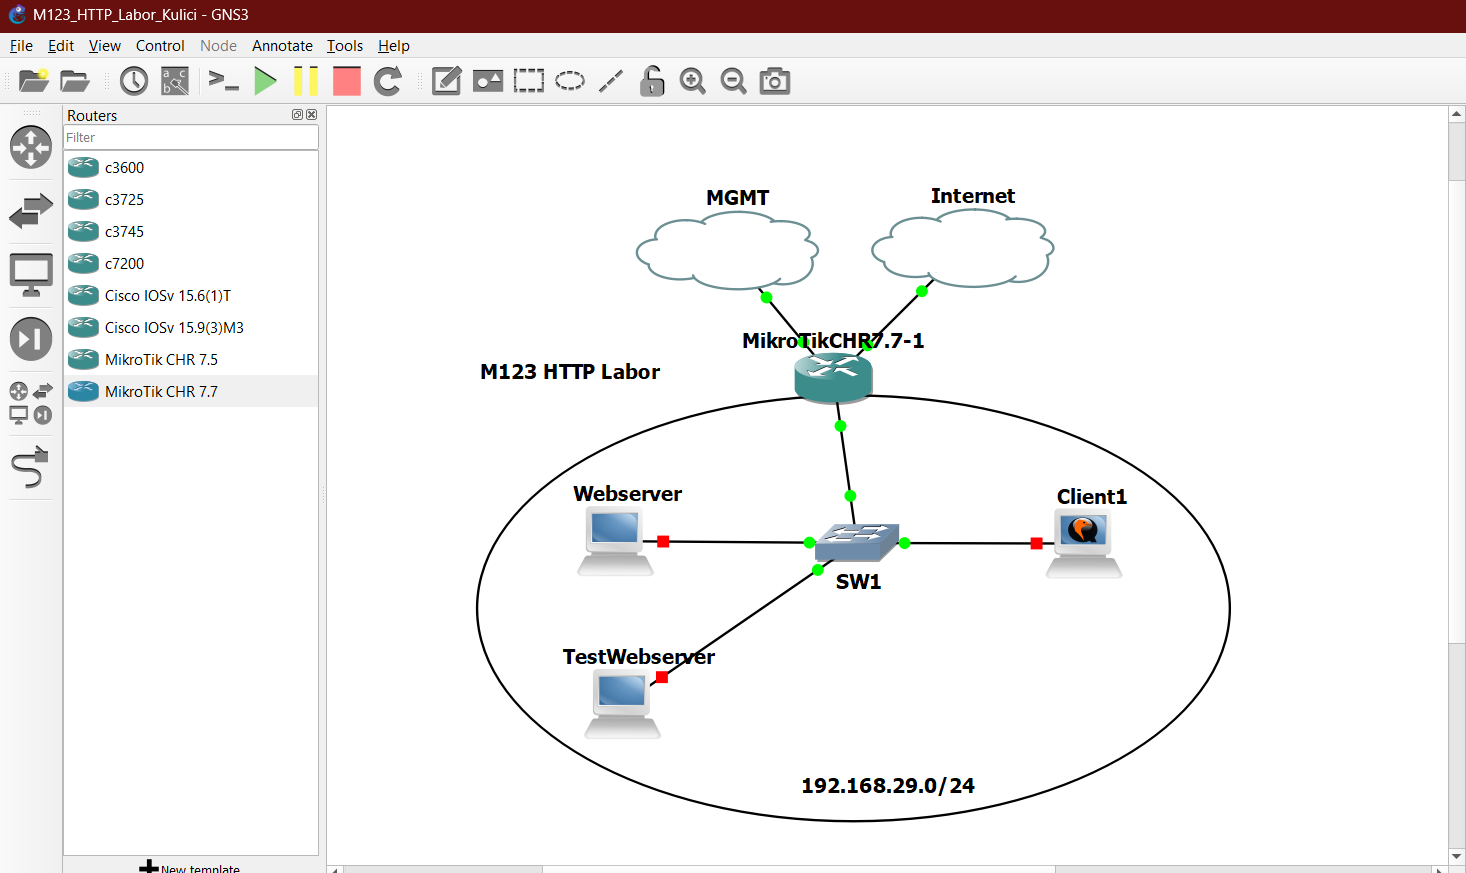 M123_HTTP_Labor_Kulici - GNS3
File Edit View Control Node Annotate Tools Help
Routers
Filter
c3600
c3725
c3745
c7200
Cisco IOSv 15.6(1)T
Cisco IOSv 15.9(3)M3
MikroTik CHR 7.5
MikroTik CHR 7.7
New template
MGMT
Internet
MikroTikCHR7.7-1
M123 HTTP Labor
Webserver
Client1
SW1
TestWebserver
192.168.29.0/24